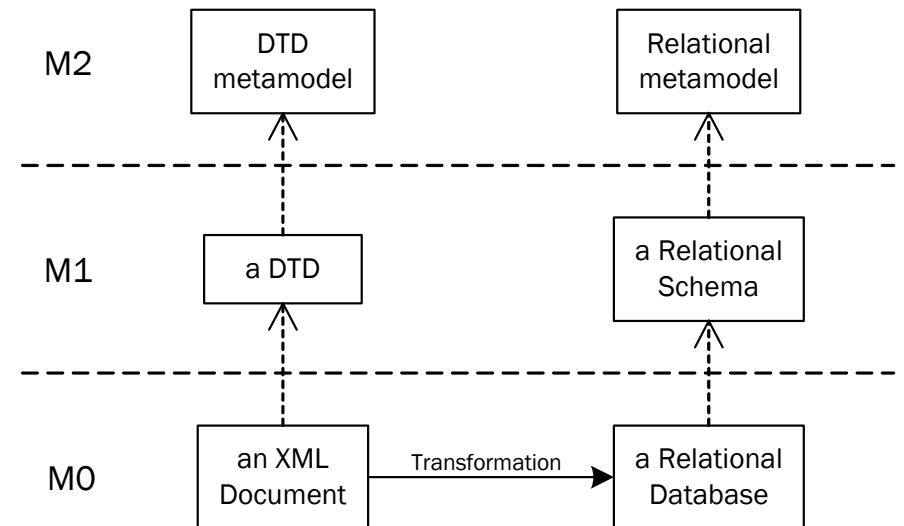 M2
DTD
metamodel
Relational
metamodel
M1
a DTD
a Relational
Schema
M0
an XML
Document
Transformation
a Relational
Database